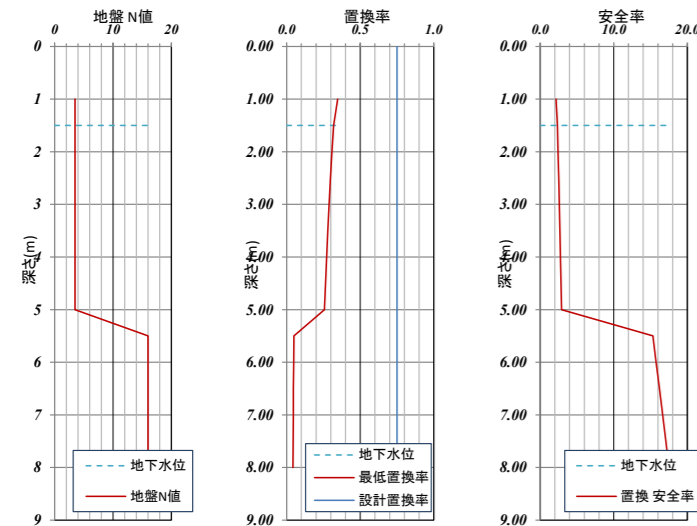 地盤 N値
0 10 20
0
1
2
3
4
5
6
7
8
9
深さ(m)
地下水位
地盤N値
置換率
0.0 0.5 1.0
0.00
1.00
2.00
3.00
4.00
5.00
6.00
7.00
8.00
9.00
深さ(m)
地下水位
最低置換率
設計置換率
安全率
0.0 10.0 20.0
0.00
1.00
2.00
3.00
4.00
5.00
6.00
7.00
8.00
9.00
深さ(m)
地下水位
置換 安全率